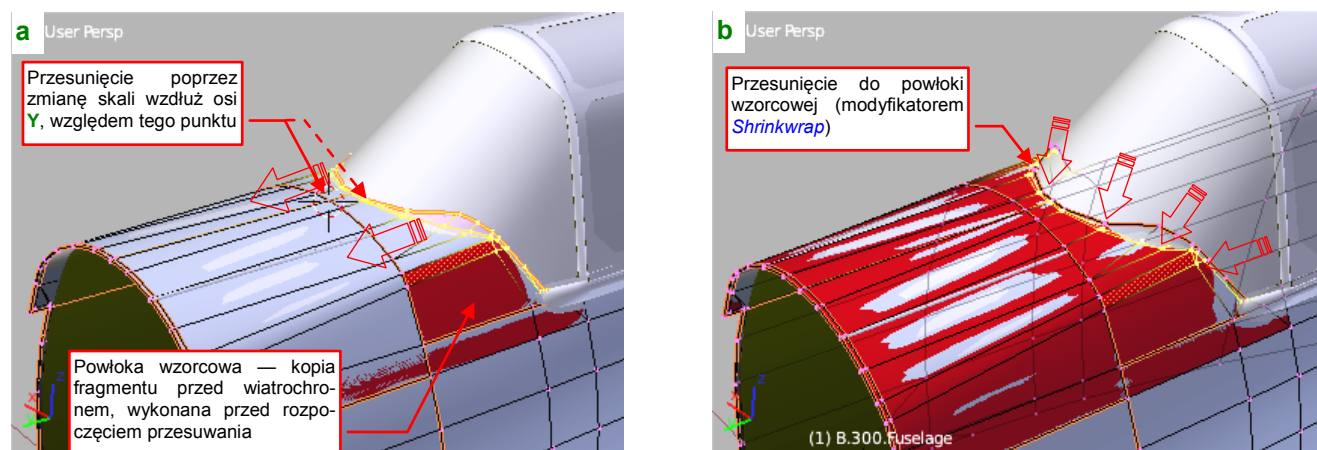 a
User Persp
Przesunięcie poprzez
zmianę skali wzdłuż osi
Y, względem tego punktu
Powłoka wzorcowa — kopia
fragmentu przed wiatrochro-
nem, wykonana przed rozpo-
częciem przesuwania
z
x
y
b
User Persp
Przesunięcie do powłoki
wzorcowej (modyfikatorem
Shrinkwrap)
z
x
y
(1) B.300.Fuselage